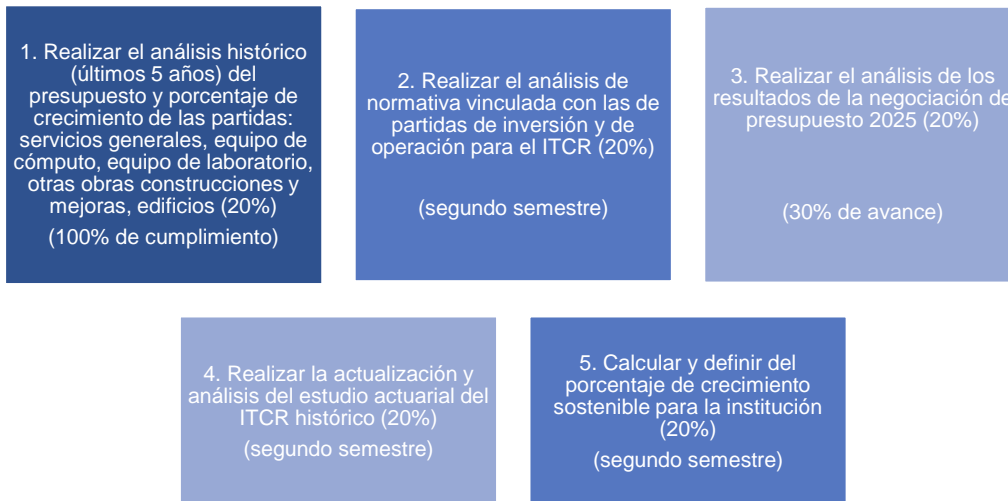 1. Realizar el análisis histórico
(últimos 5 años) del
presupuesto y porcentaje de
crecimiento de las partidas:
servicios generales, equipo de
cómputo, equipo de laboratorio,
otras obras construcciones y
mejoras, edificios (20%)
(100% de cumplimiento)
2. Realizar el análisis de
normativa vinculada con las de
partidas de inversión y de
operación para el ITCR (20%)
(segundo semestre)
3. Realizar el análisis de los
resultados de la negociación de
presupuesto 2025 (20%)
(30% de avance)
4. Realizar la actualización y
análisis del estudio actuarial del
ITCR histórico (20%)
(segundo semestre)
5. Calcular y definir del
porcentaje de crecimiento
sostenible para la institución
(20%)
(segundo semestre)